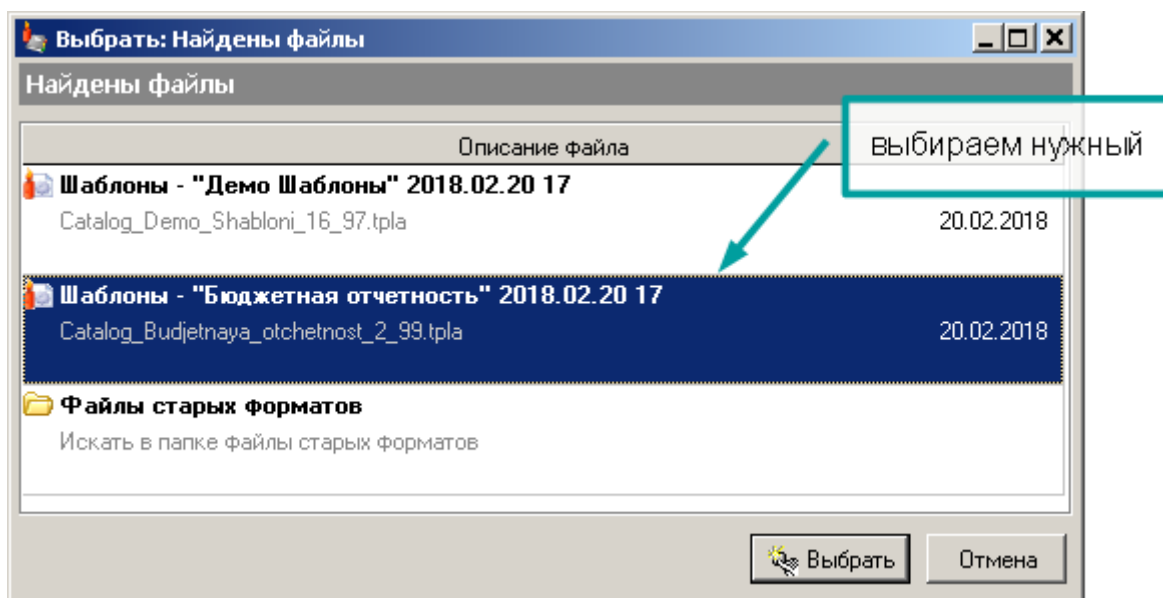 Выбрать: Найдены файлы
Найдены файлы
Описание файла
выбираем нужный
Шаблоны - "Демо Шаблоны" 2018.02.20 17
Catalog_Demo_Shabloni_16_97.tpla 20.02.2018
Шаблоны - "Бюджетная отчетность" 2018.02.20 17
Catalog_Budjetnaya_otchetnost_2_99.tpla 20.02.2018
Файлы старых форматов
Искать в папке файлы старых форматов
Выбрать Отмена